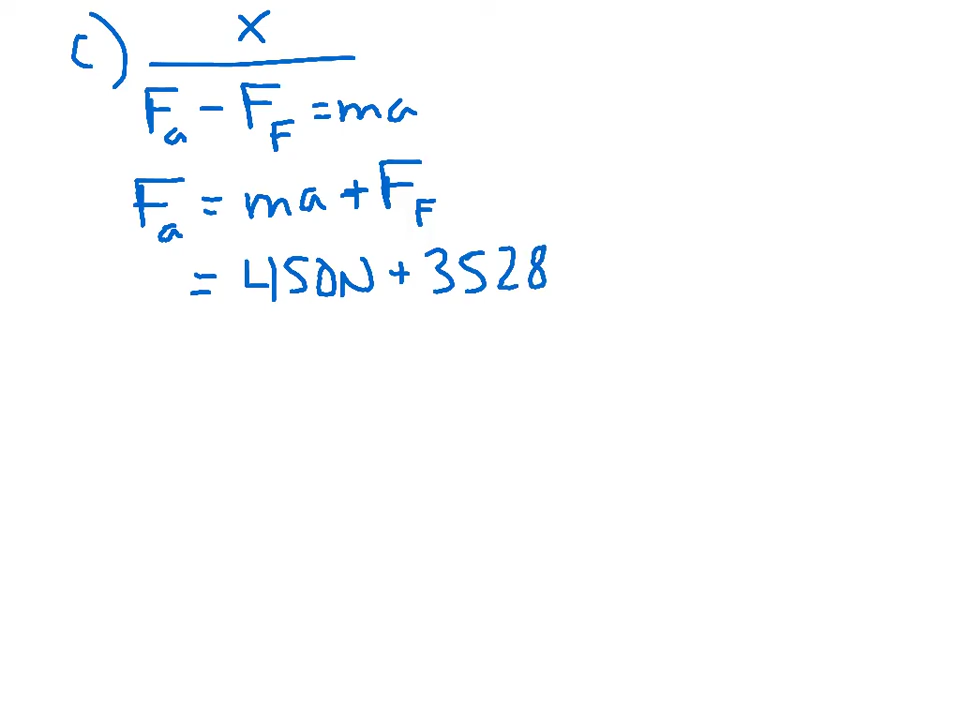 c) x
Fa - FF = ma
Fa = ma + FF
= 450N + 3528